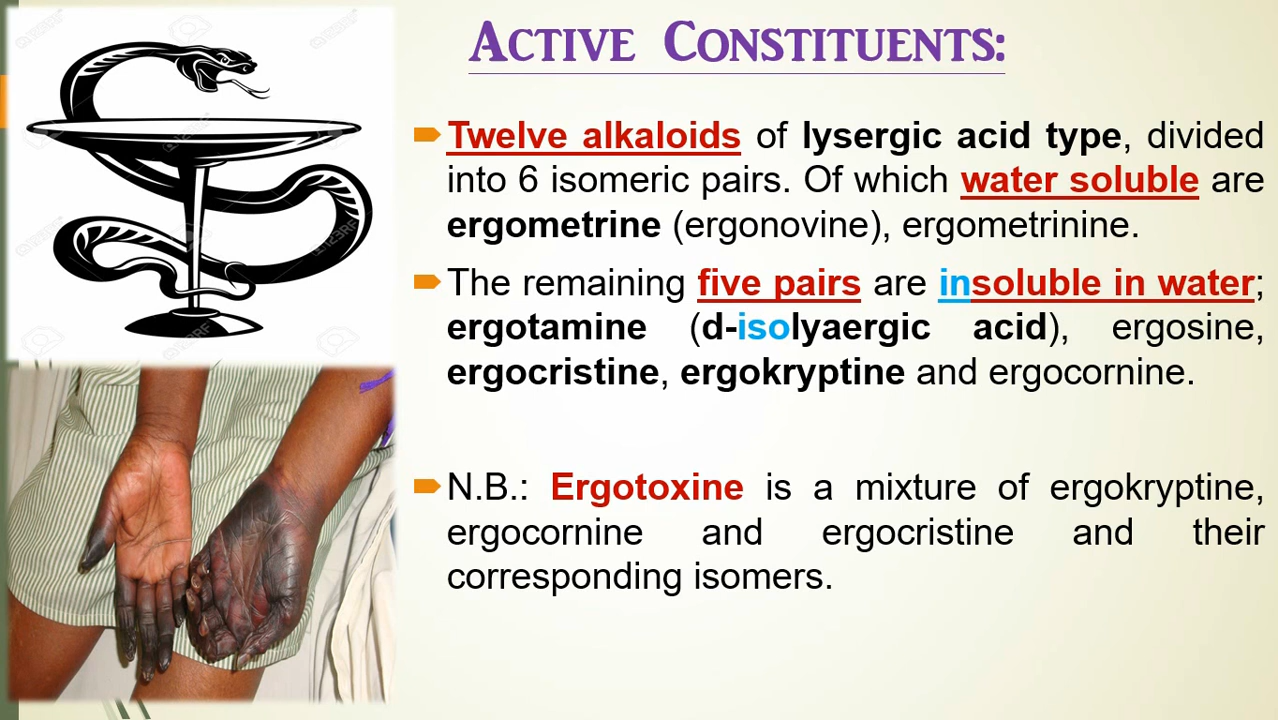 ACTIVE CONSTITUENTS:
Twelve alkaloids of lysergic acid type, divided
into 6 isomeric pairs. Of which water soluble are
ergometrine (ergonovine), ergometrinine.
The remaining five pairs are insoluble in water;
ergotamine (d-isolyaergic acid), ergosine,
ergocristine, ergokryptine and ergocornine.
N.B.: Ergotoxine is a mixture of ergokryptine,
ergocornine and ergocristine and their
corresponding isomers.